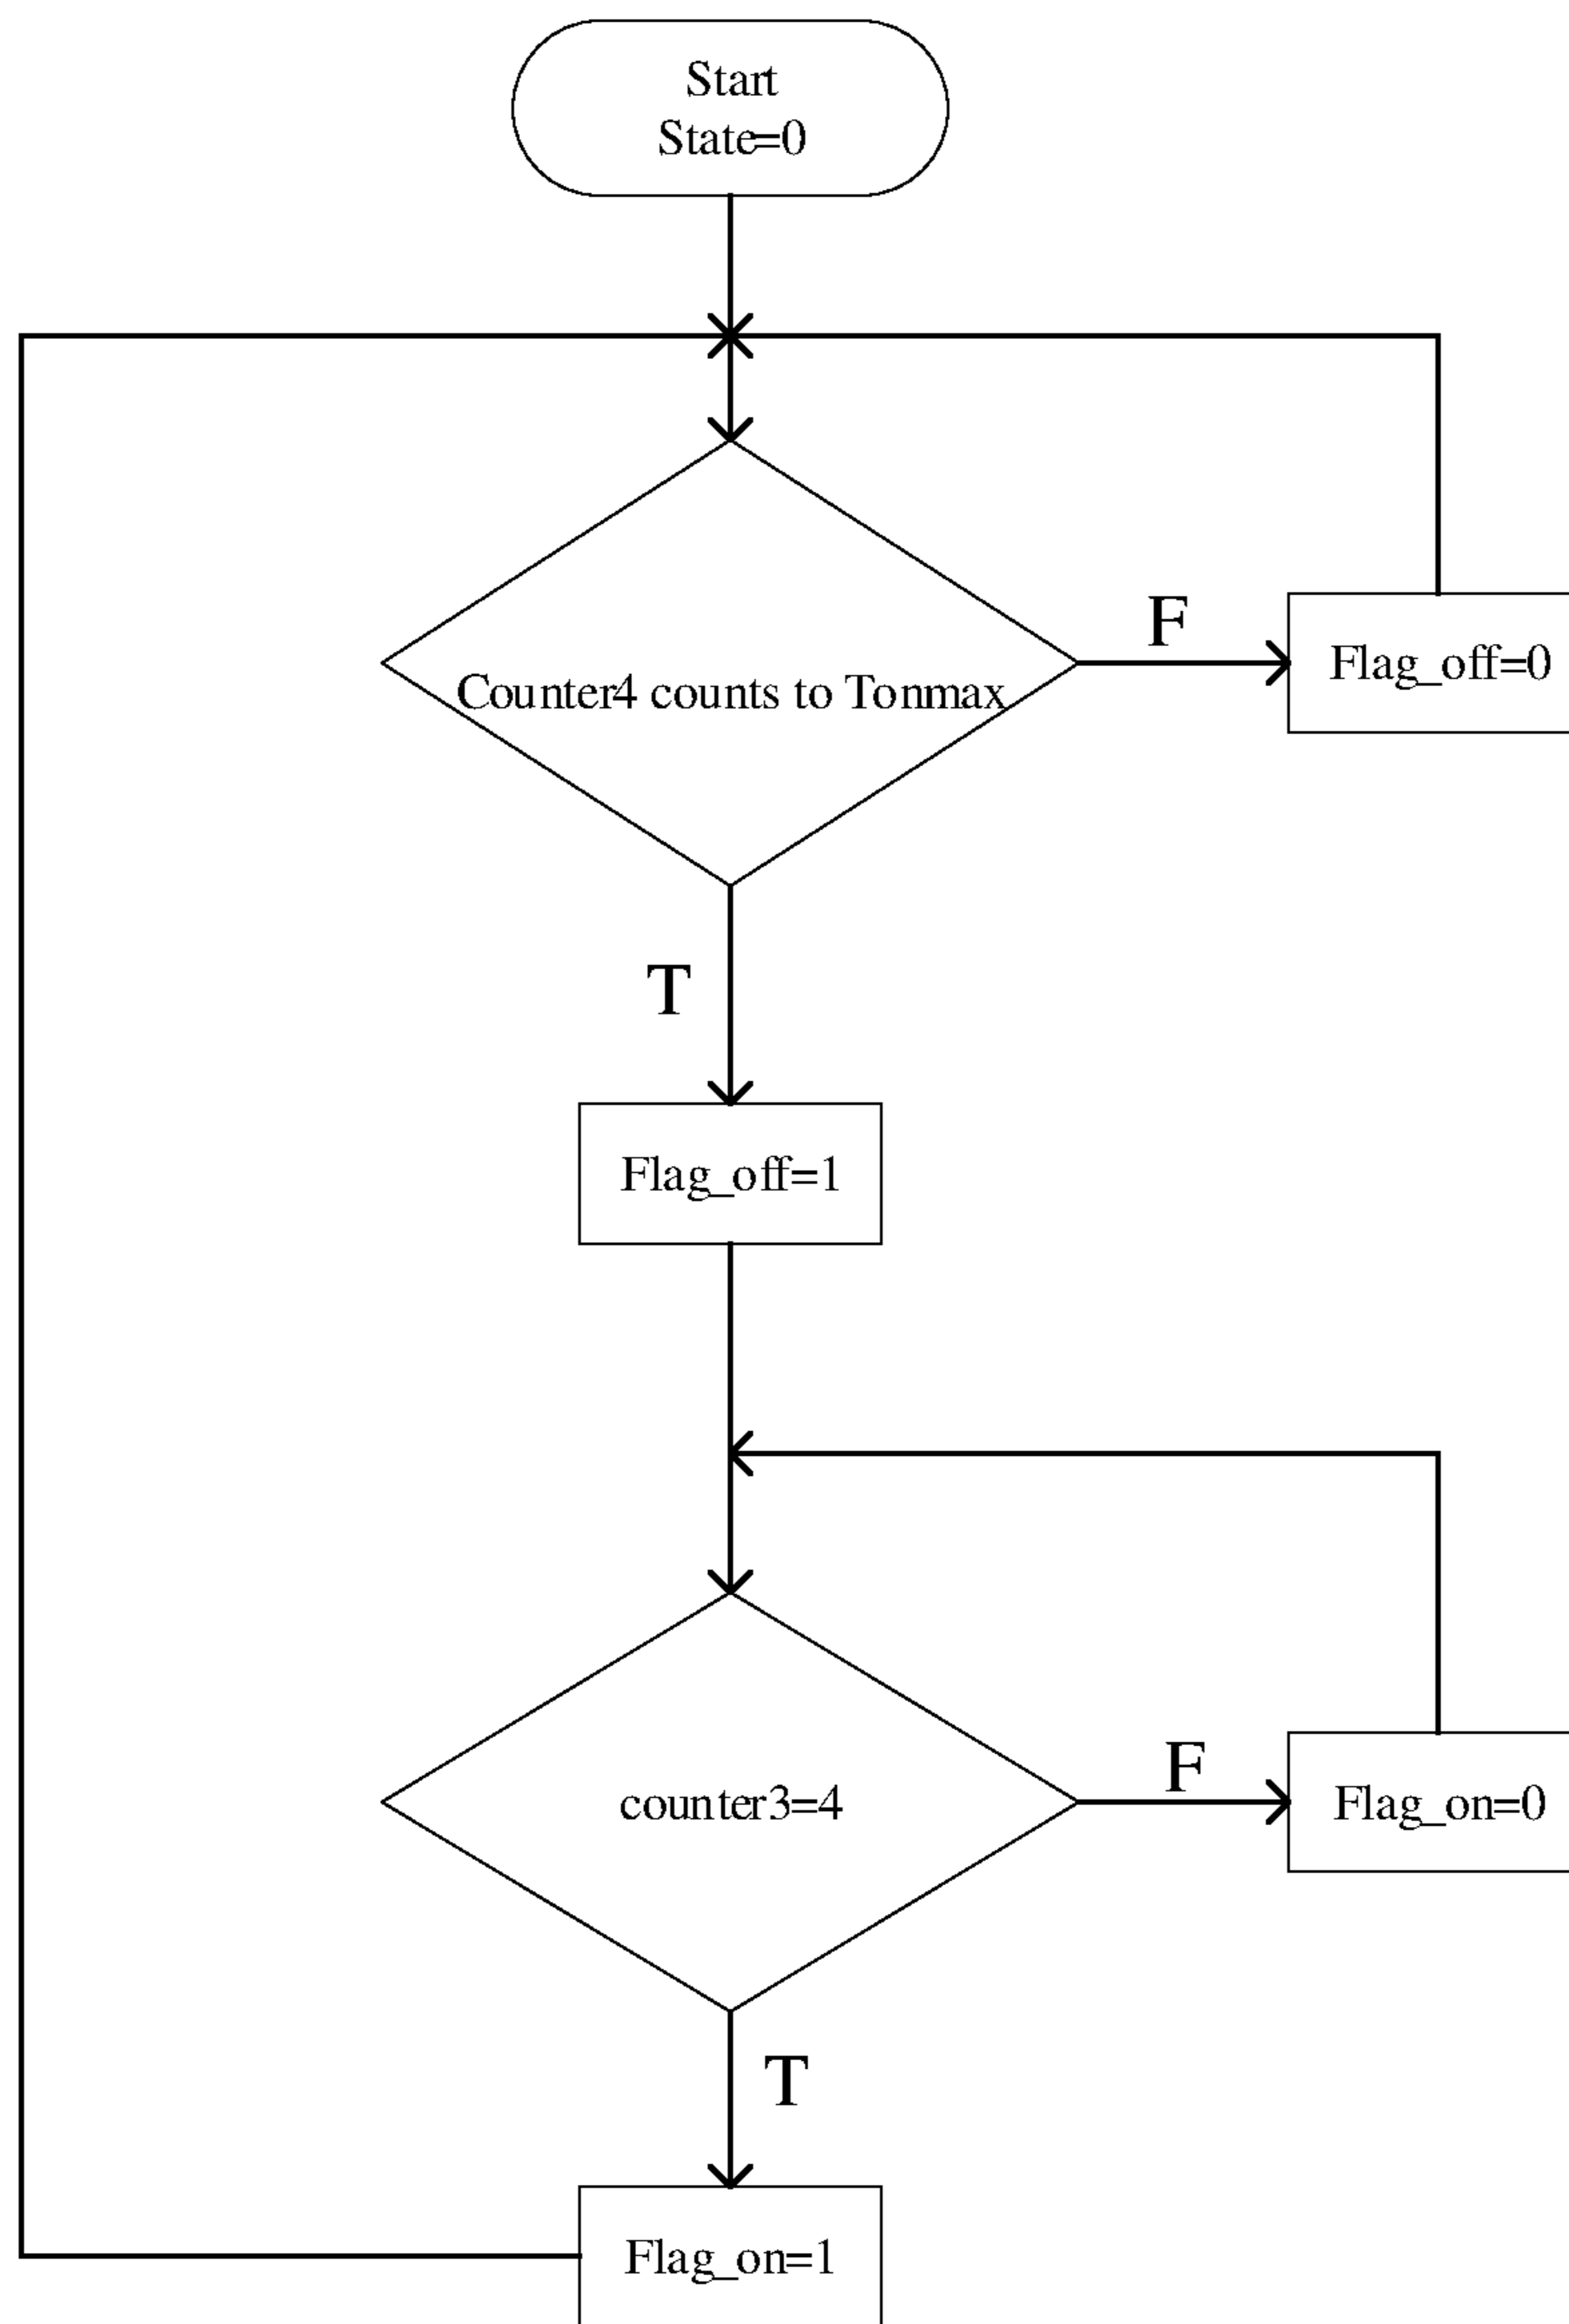 Start
State=0
Counter4 counts to Tonmax
F
Flag_off=0
T
Flag_off=1
counter3=4
F
Flag_on=0
T
Flag_on=1